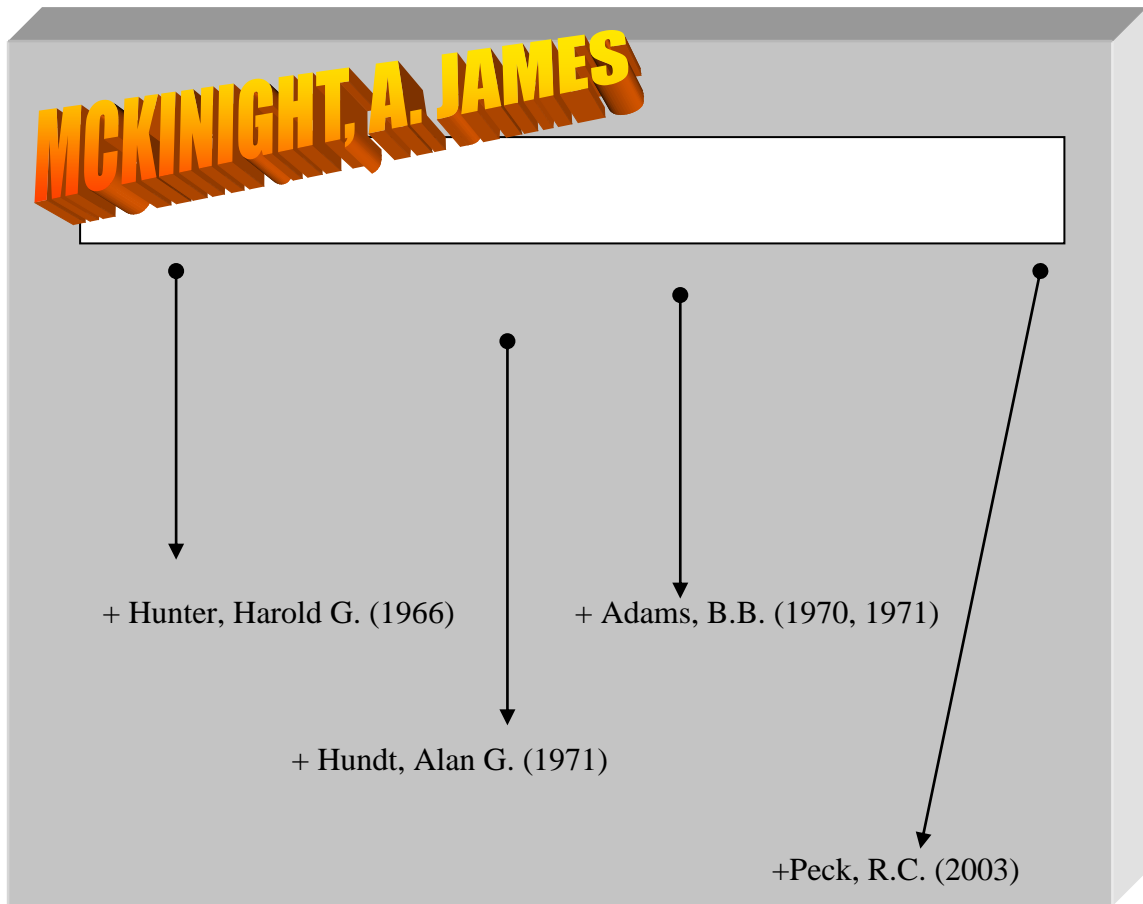 MCKINIGHT, A. JAMES
+ Hunter, Harold G. (1966)
+ Adams, B.B. (1970, 1971)
+ Hundt, Alan G. (1971)
+Peck, R.C. (2003)